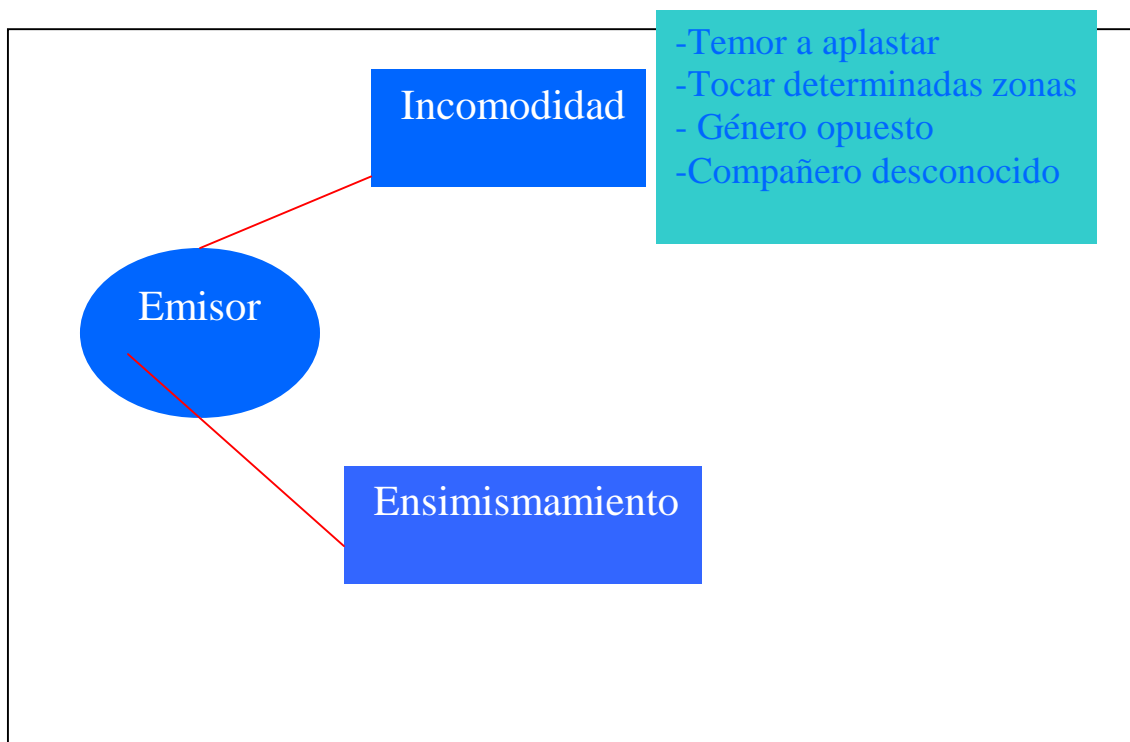 Incomodidad
-Temor a aplastar
-Tocar determinadas zonas
- Género opuesto
-Compañero desconocido
Emisor
Ensimismamiento